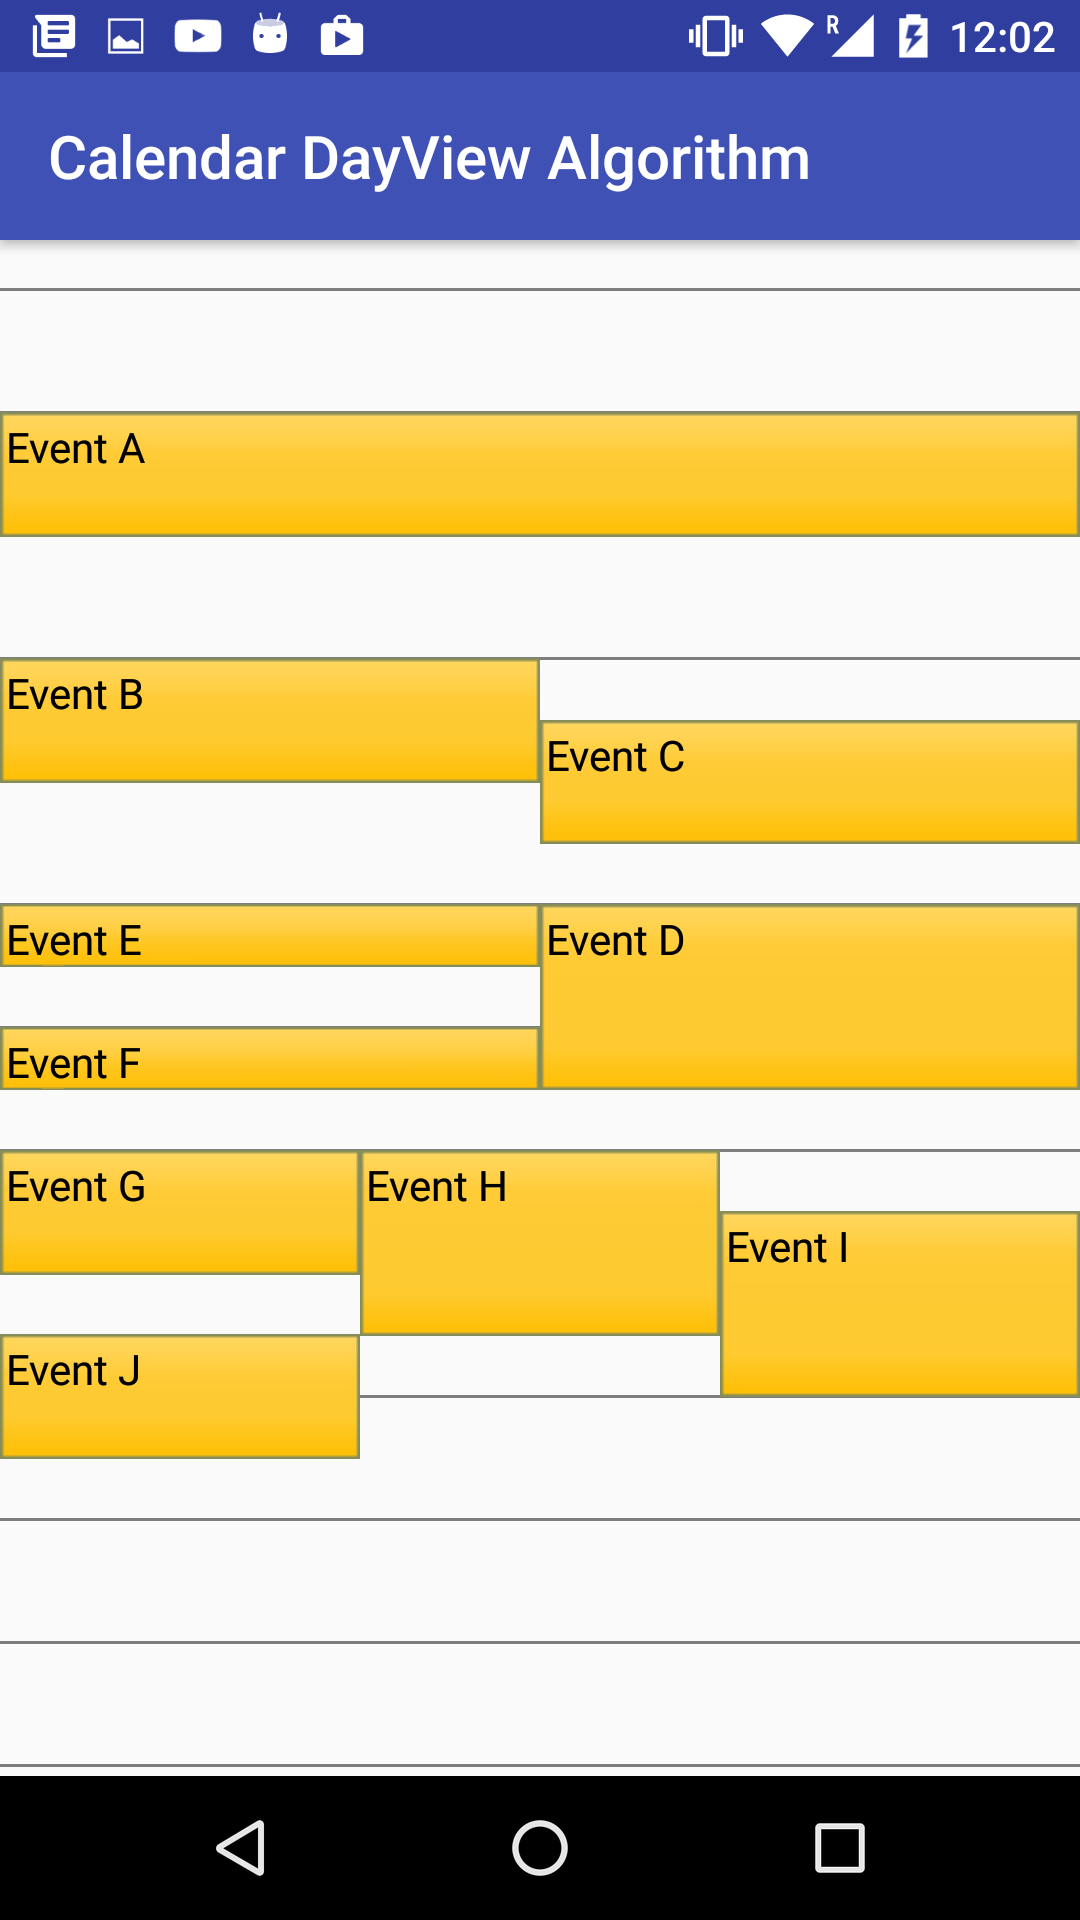 R 12:02
Calendar DayView Algorithm
Event A
Event B
Event C
Event E
Event D
Event F
Event G
Event H
Event I
Event J